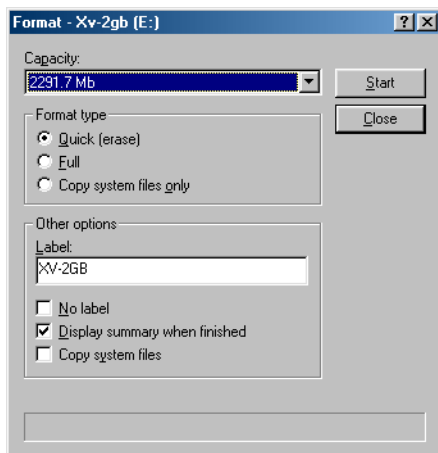 Format - Xv-2gb (E:)
Capacity:
2291.7 Mb
Start
Format type
Close
Quick (erase)
Full
Copy system files only
Other options
Label:
XV-2GB
No label
Display summary when finished
Copy system files